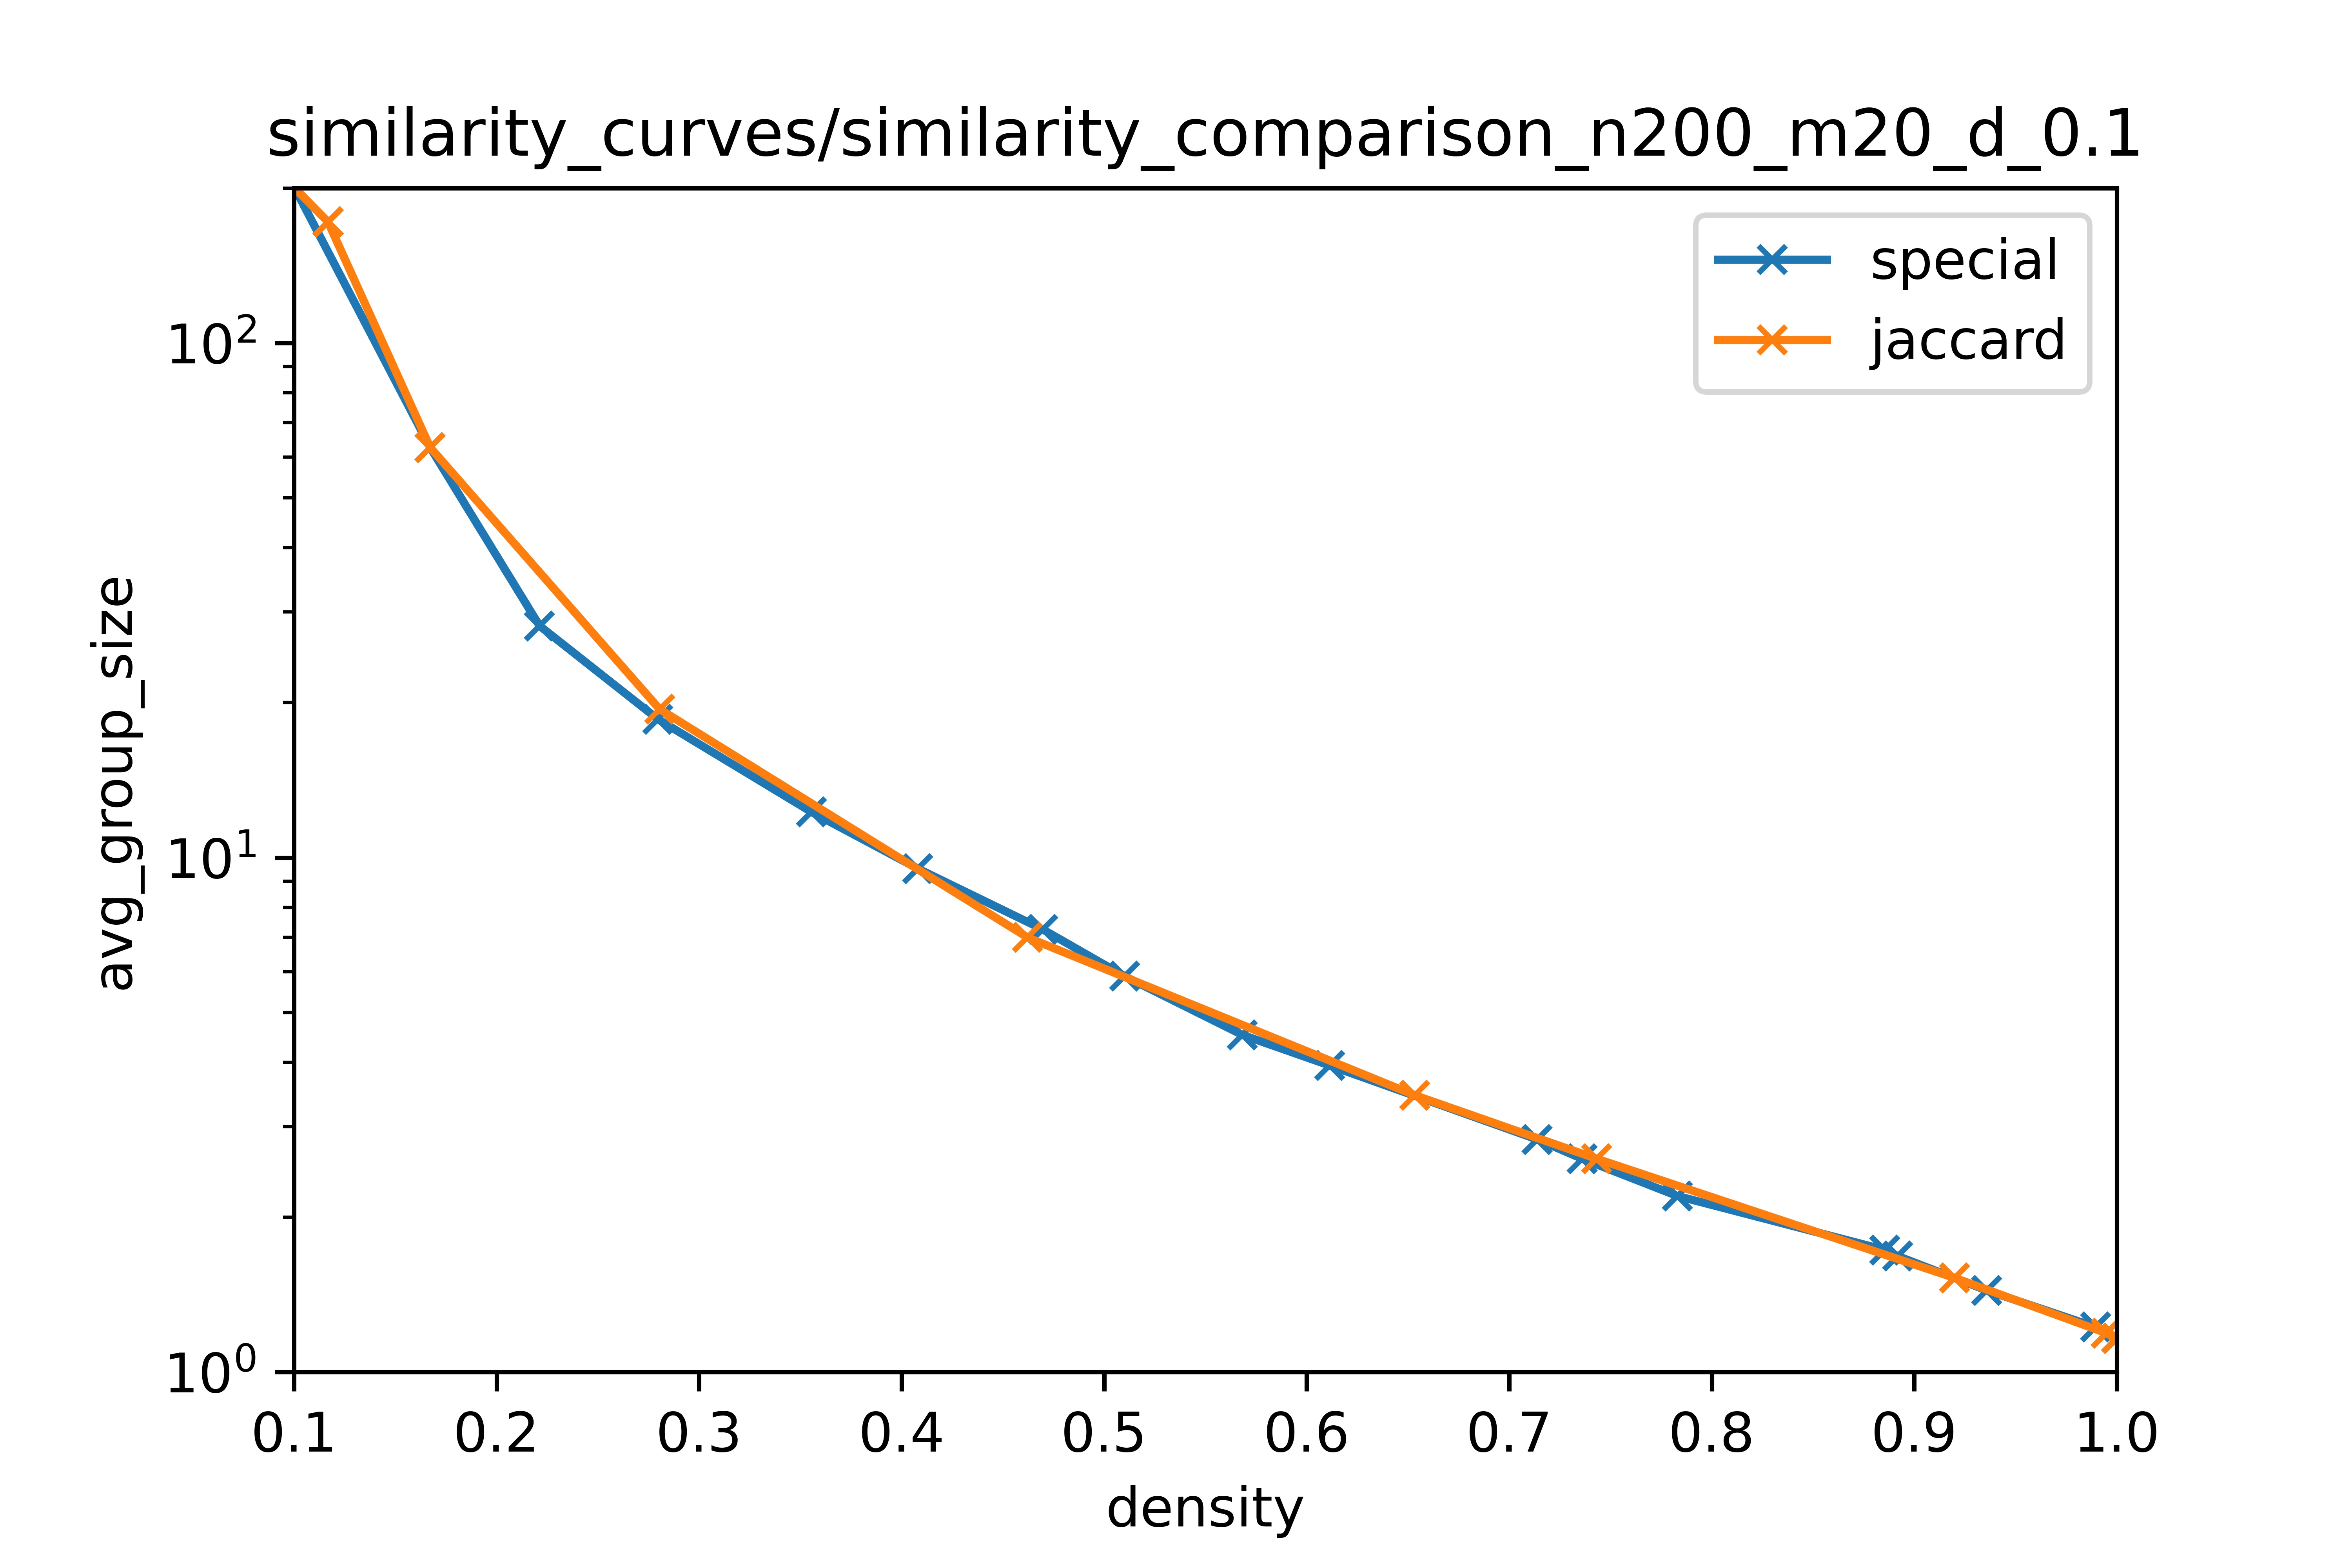 similarity_curves/similarity_comparison_n200_m20_d_0.1
special
jaccard
10²
10¹
10⁰
avg_group_size
0.1 0.2 0.3 0.4 0.5 0.6 0.7 0.8 0.9 1.0
density